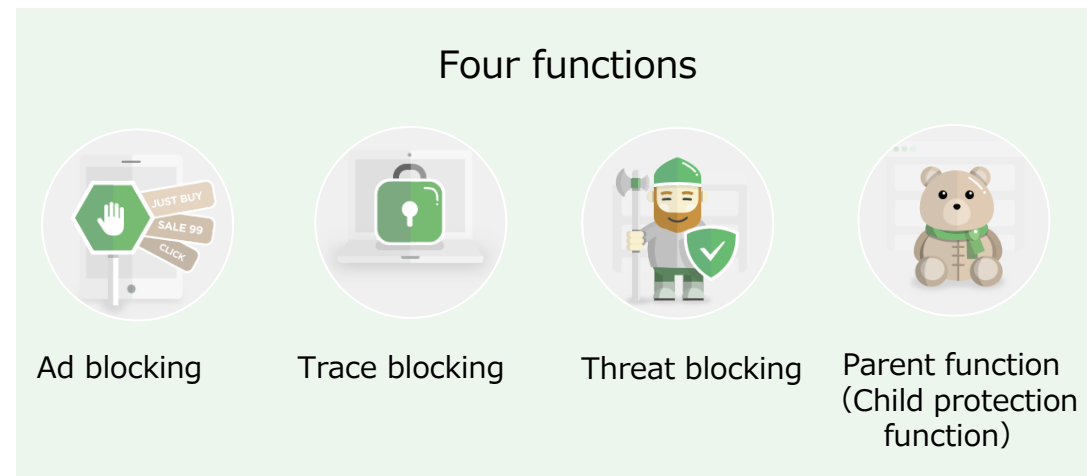 Four functions
JUST BUY
SALE 99
CLICK
Ad blocking
Trace blocking
Threat blocking
Parent function
（Child protection
function）